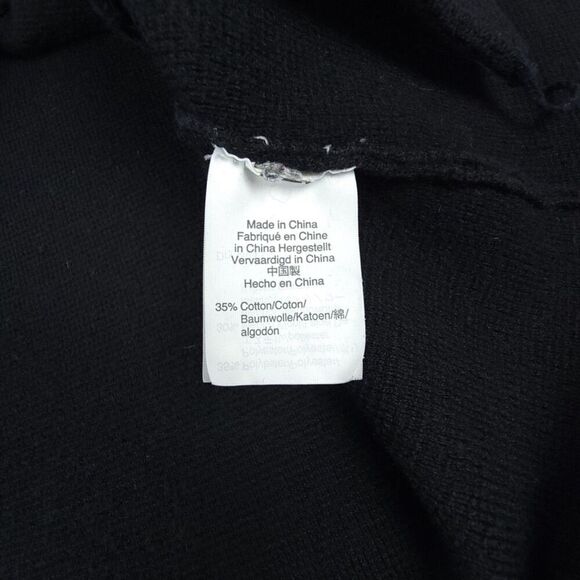 Made in China
Fabriqué en Chine
in China Hergestellt
Vervaardigd in China
中国製
Hecho en China
35% Cotton/Coton/
Baumwolle/Katoen/綿/
algodón